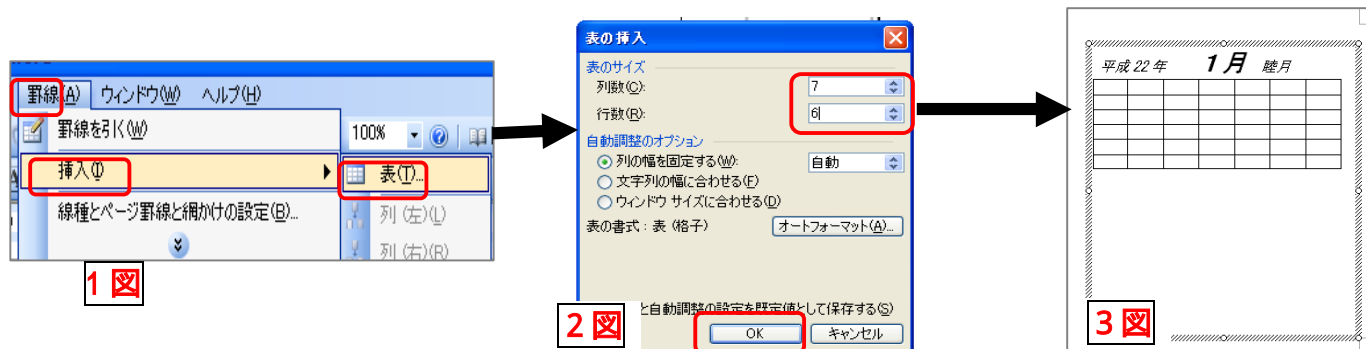 罫線(A) ウィンドウ(W) ヘルプ(H)
罫線を引く(W)
挿入(I)
線種とページ罫線と網かけの設定(B)...
100%
表(T)...
列 (左)(L)
列 (右)(R)
1図
表の挿入
表のサイズ
列数(C): 7
行数(R): 6
自動調整のオプション
列の幅を固定する(W): 自動
文字列の幅に合わせる(F)
ウィンドウ サイズに合わせる(D)
表の書式 : 表 (格子) オートフォーマット(A)...
と自動調整の設定を既定値として保存する(S)
OK キャンセル
2図
平成 22 年 1月 睦月
3図